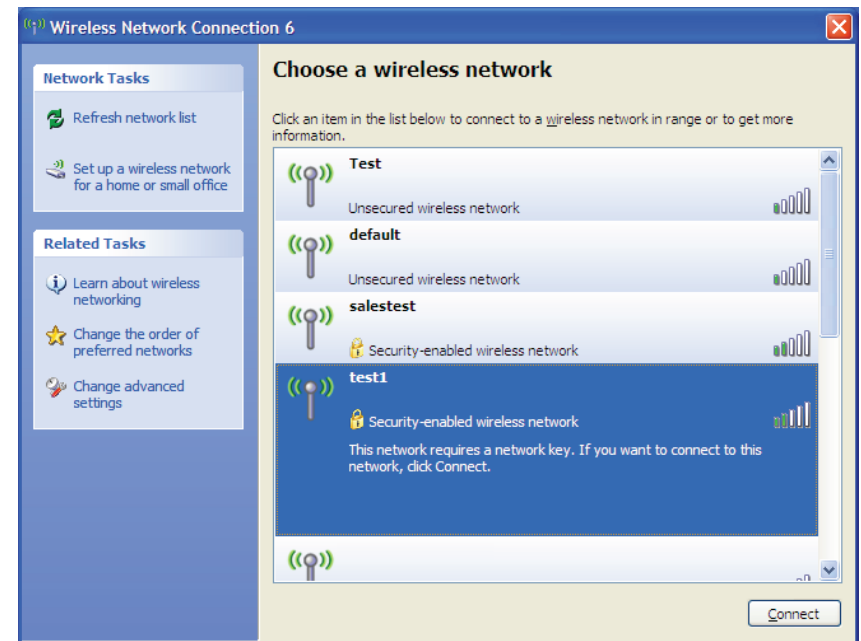 Wireless Network Connection 6
Network Tasks
Refresh network list
Set up a wireless network
for a home or small office
Related Tasks
Learn about wireless
networking
Change the order of
preferred networks
Change advanced
settings
Choose a wireless network
Click an item in the list below to connect to a wireless network in range or to get more
information.
Test
Unsecured wireless network
default
Unsecured wireless network
salestest
Security-enabled wireless network
test1
Security-enabled wireless network
This network requires a network key. If you want to connect to this
network, click Connect.
Connect